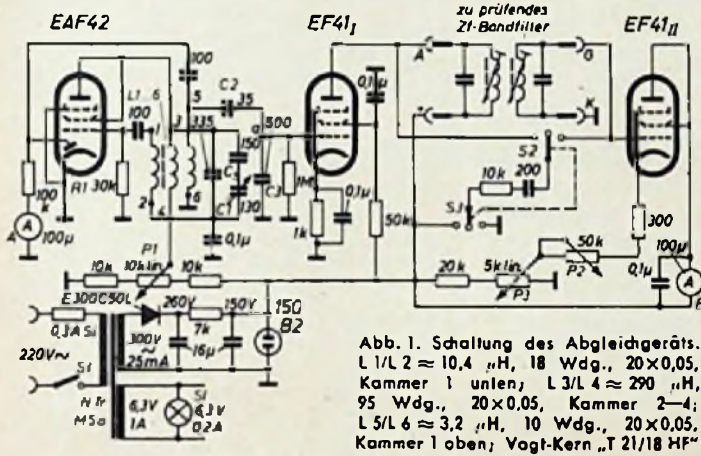 EAF42
EF41 I
zu prüfendes
Zf-Bandfilter
EF41 II
100
C2
35
5
0,1µ
A
G
L1...6
100
1
3
335
150
a
500
+
K
S2
10k
200
S1
R1
30k
2
4
6
C1
130
C3
1M
0,1µ
1k
50k
300
100k
A
A
100µ
0,1µ
P1
10k
10k lin.
10k
20k
5k lin.
P3
50k
P2
0,1µ
100µ
A
B
E300C50L
0,3A Si
260V
150V
150
B2
7k
300V
~
25mA
16µ
220V~
S1
N Tr
M5a
6,3V
1A
Si
6,3V
0,2A
Abb. 1. Schaltung des Abgleichgeräts.
L 1/L 2 ≈ 10,4 µH, 18 Wdg., 20×0,05,
Kammer 1 unten; L 3/L 4 ≈ 290 µH,
95 Wdg., 20×0,05, Kammer 2—4;
L 5/L 6 ≈ 3,2 µH, 10 Wdg., 20×0,05,
Kammer 1 oben; Vogt-Kern „T 21/18 HF"